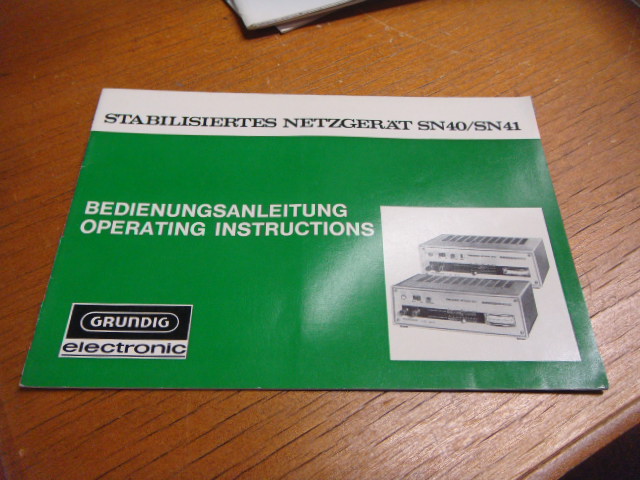 STABILISIERTES NETZGERÄT SN40/SN41
BEDIENUNGSANLEITUNG
OPERATING INSTRUCTIONS
GRUNDIG
electronic